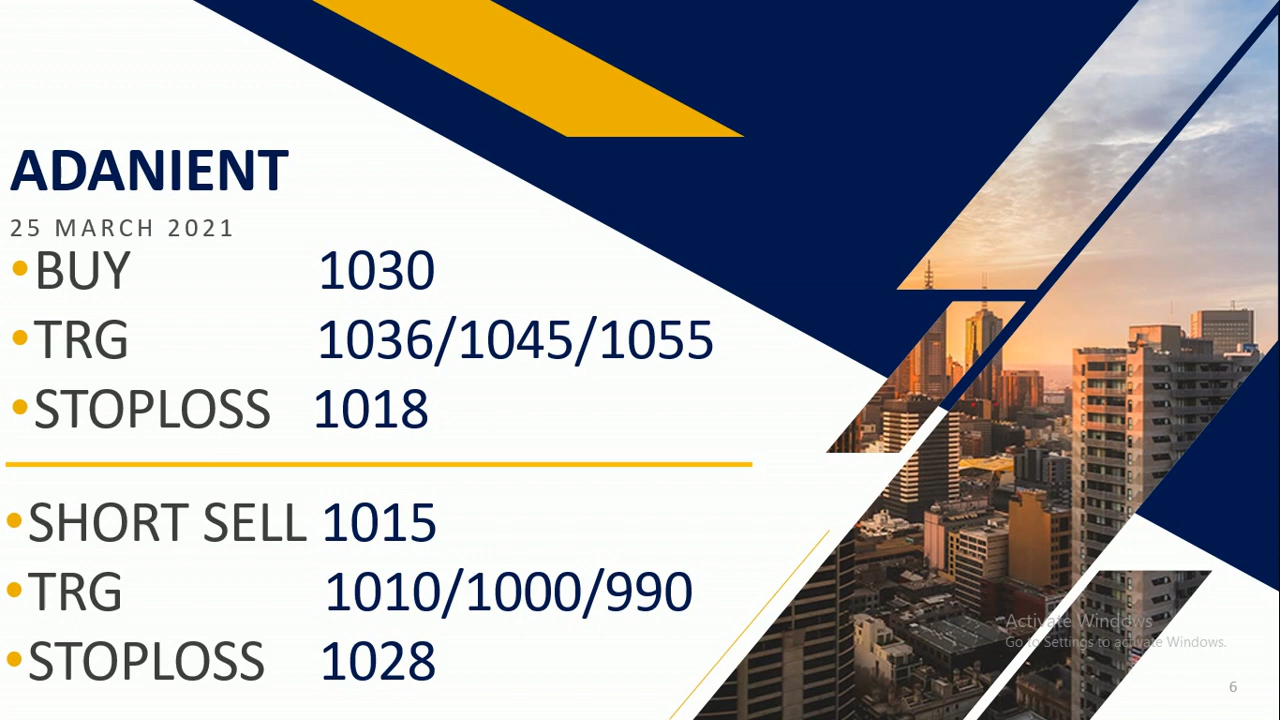 ADANIENT
25 MARCH 2021
•BUY 1030
•TRG 1036/1045/1055
•STOPLOSS 1018
•SHORT SELL 1015
•TRG 1010/1000/990
•STOPLOSS 1028
Activate Windows
Go to Settings to activate Windows.
6